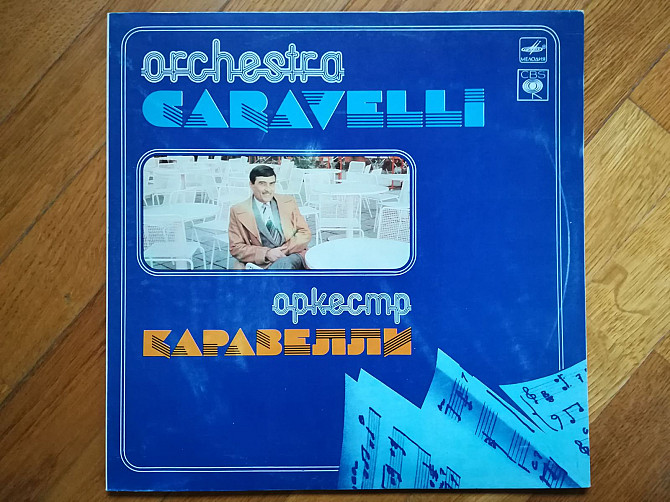 orchestra
CARAVELLI
МЕЛОДИЯ
CBS
оркестр
КАРАВЕЛЛИ